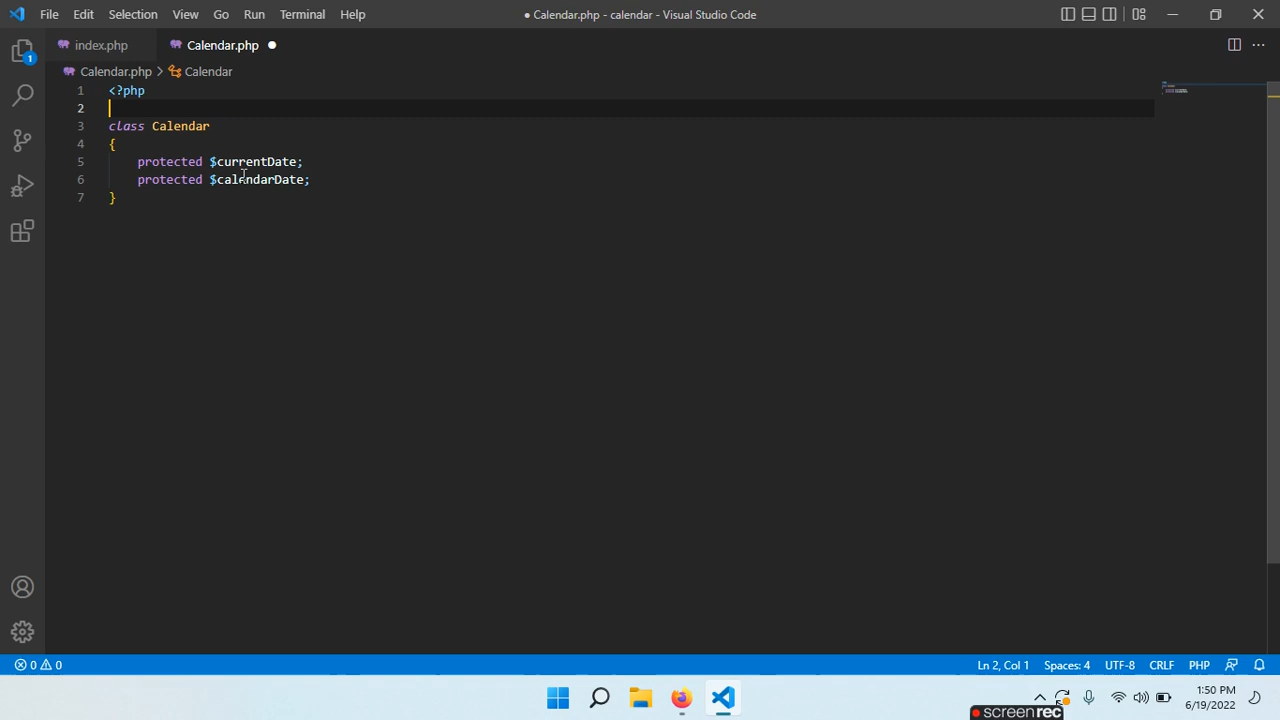 File Edit Selection View Go Run Terminal Help
● Calendar.php - calendar - Visual Studio Code
index.php Calendar.php
Calendar.php > Calendar
1 <?php
2
3 class Calendar
4 {
5 protected $currentDate;
6 protected $calendarDate;
7 }
1
0 0
Ln 2, Col 1 Spaces: 4 UTF-8 CRLF PHP
1:50 PM
6/19/2022
screenrec